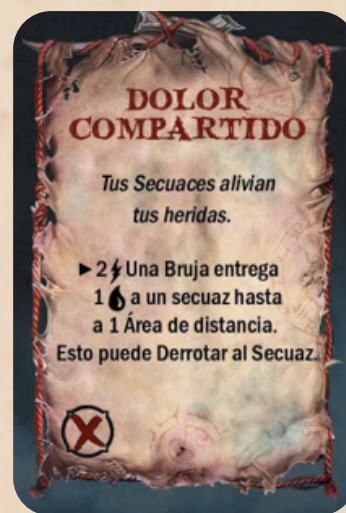 DOLOR
COMPARTIDO
Tus Secuaces alivian
tus heridas.
►2 Una Bruja entrega
1 a un secuaz hasta
a 1 Área de distancia.
Esto puede Derrotar al Secuaz.
X